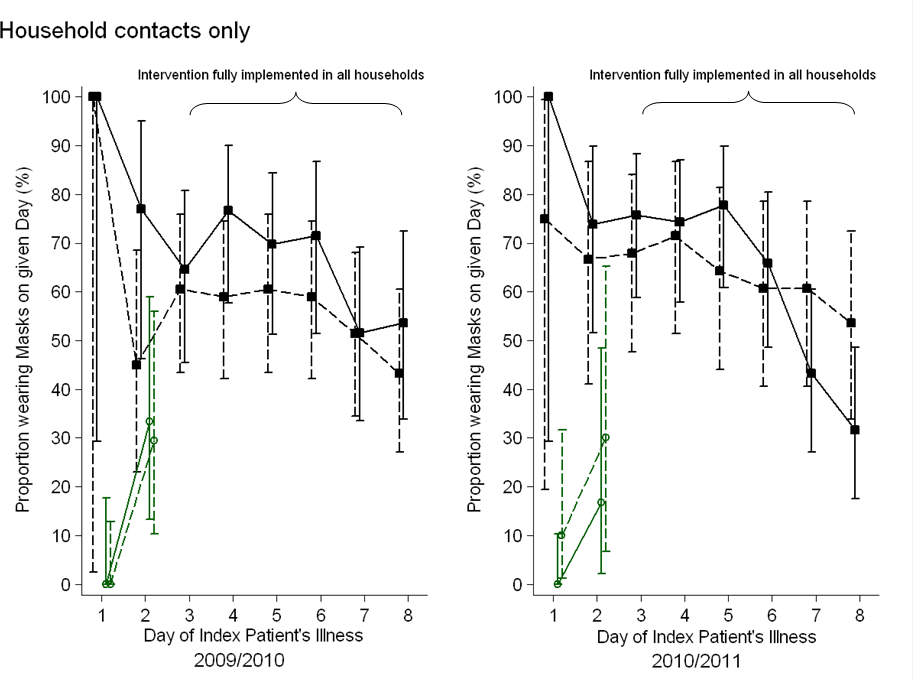 Household contacts only
Intervention fully implemented in all households
Proportion wearing Masks on given Day (%)
100
90
80
70
60
50
40
30
20
10
0
1 2 3 4 5 6 7 8
Day of Index Patient's Illness
2009/2010
Intervention fully implemented in all households
Proportion wearing Masks on given Day (%)
100
90
80
70
60
50
40
30
20
10
0
1 2 3 4 5 6 7 8
Day of Index Patient's Illness
2010/2011